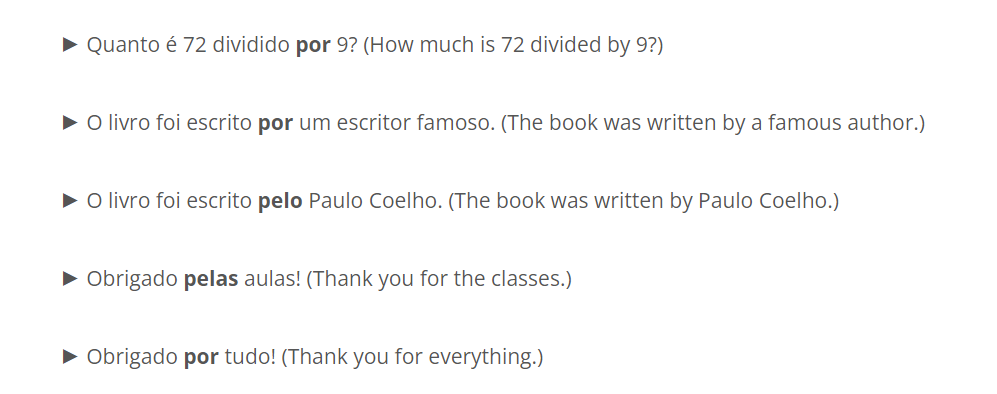 ► Quanto é 72 dividido por 9? (How much is 72 divided by 9?)
► O livro foi escrito por um escritor famoso. (The book was written by a famous author.)
► O livro foi escrito pelo Paulo Coelho. (The book was written by Paulo Coelho.)
► Obrigado pelas aulas! (Thank you for the classes.)
► Obrigado por tudo! (Thank you for everything.)